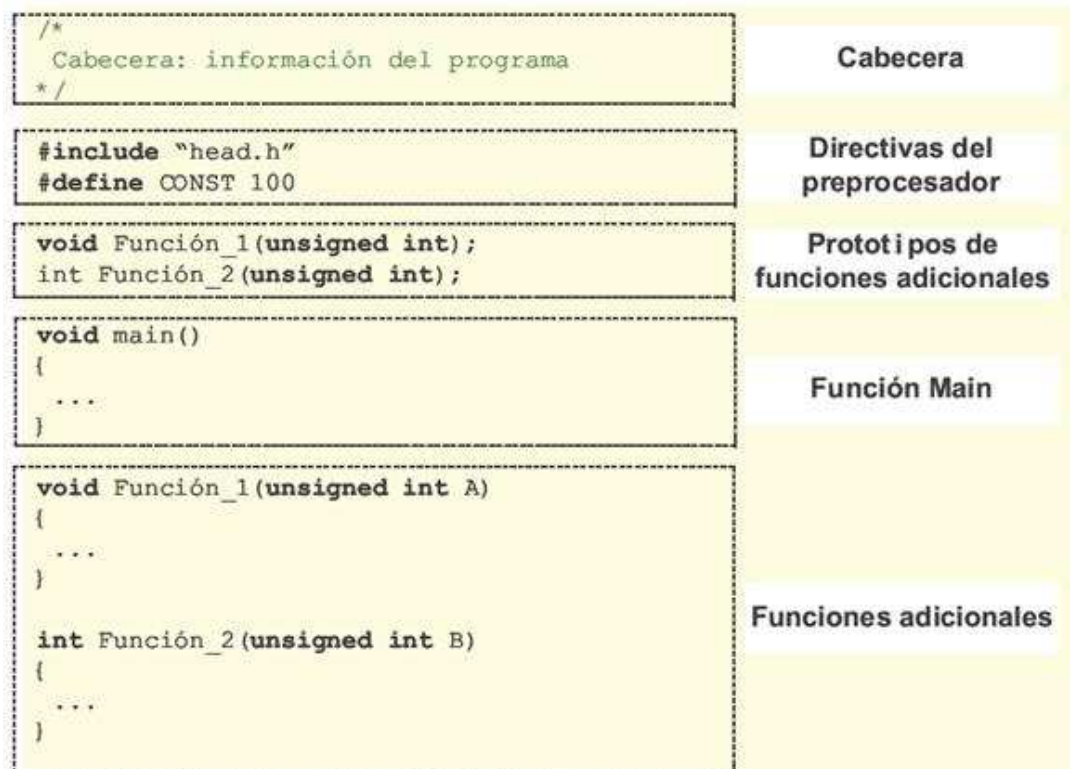 /*
Cabecera: información del programa
*/
Cabecera
#include "head.h"
#define CONST 100
Directivas del
preprocesador
void Función_1(unsigned int);
int Función_2(unsigned int);
Prototipos de
funciones adicionales
void main()
{
...
}
Función Main
void Función_1(unsigned int A)
{
...
}
int Función_2(unsigned int B)
{
...
}
Funciones adicionales